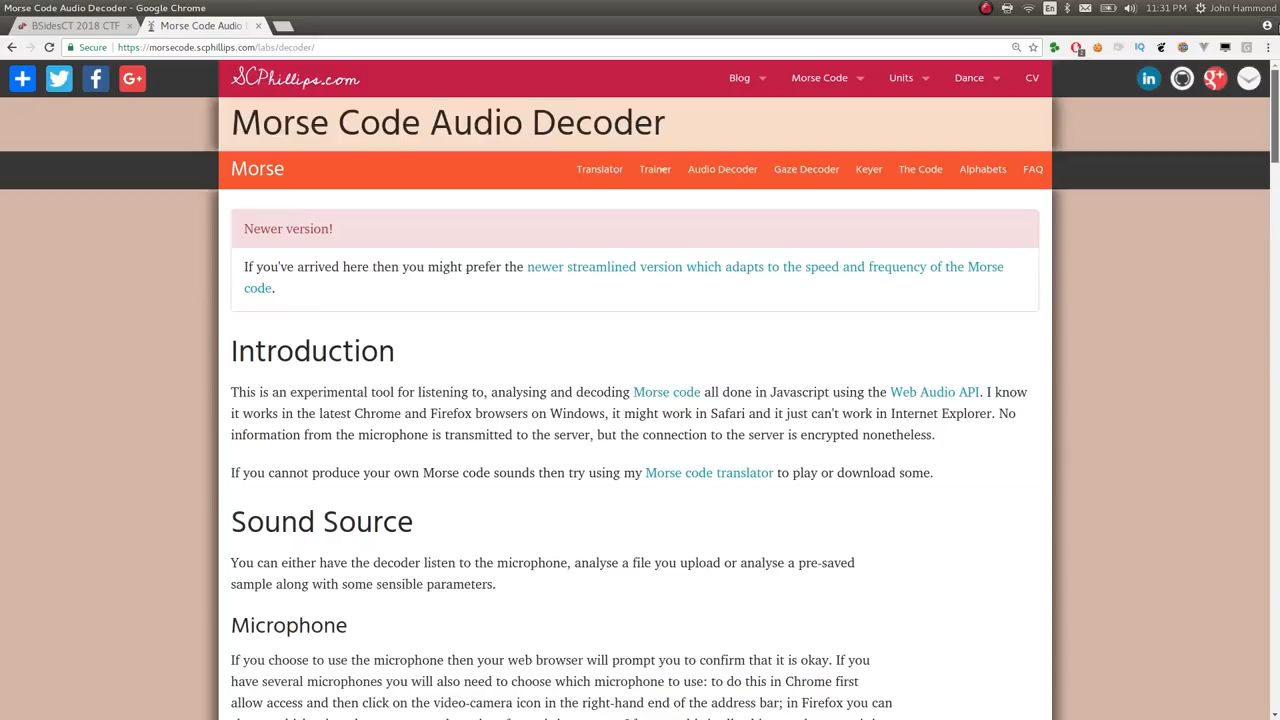 Morse Code Audio Decoder - Google Chrome
En
11:31 PM
John Hammond
BSidesCT 2018 CTF
Morse Code Audio
Secure
https://morsecode.scphillips.com/labs/decoder/
SCPhillips.com
Blog
Morse Code
Units
Dance
CV
Morse Code Audio Decoder
Morse
Translator
Trainer
Audio Decoder
Gaze Decoder
Keyer
The Code
Alphabets
FAQ
Newer version!
If you've arrived here then you might prefer the newer streamlined version which adapts to the speed and frequency of the Morse
code.
Introduction
This is an experimental tool for listening to, analysing and decoding Morse code all done in Javascript using the Web Audio API. I know
it works in the latest Chrome and Firefox browsers on Windows, it might work in Safari and it just can't work in Internet Explorer. No
information from the microphone is transmitted to the server, but the connection to the server is encrypted nonetheless.
If you cannot produce your own Morse code sounds then try using my Morse code translator to play or download some.
Sound Source
You can either have the decoder listen to the microphone, analyse a file you upload or analyse a pre-saved
sample along with some sensible parameters.
Microphone
If you choose to use the microphone then your web browser will prompt you to confirm that it is okay. If you
have several microphones you will also need to choose which microphone to use: to do this in Chrome first
allow access and then click on the video-camera icon in the right-hand end of the address bar; in Firefox you can